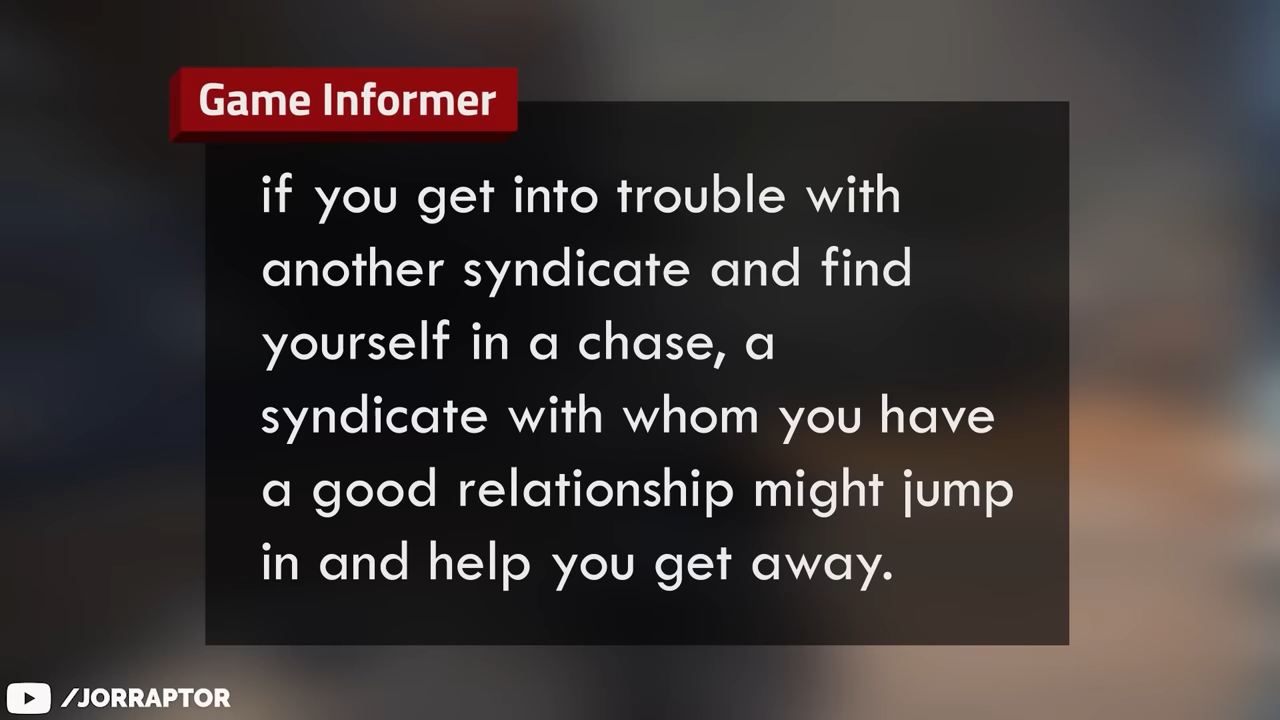 Game Informer
if you get into trouble with
another syndicate and find
yourself in a chase, a
syndicate with whom you have
a good relationship might jump
in and help you get away.
/JORRAPTOR